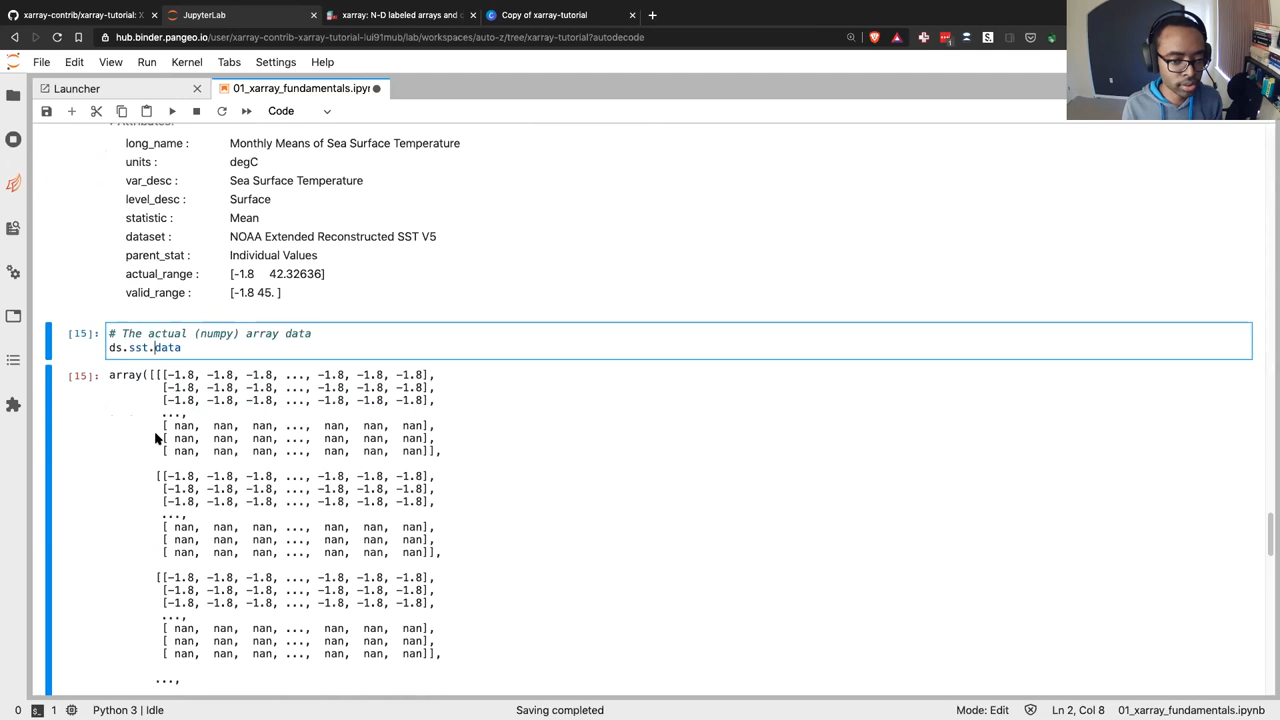 xarray-contrib/xarray-tutorial: X
JupyterLab
xarray: N-D labeled arrays and
Copy of xarray-tutorial
hub.binder.pangeo.io/user/xarray-contrib-xarray-tutorial-iui91mub/lab/workspaces/auto-z/tree/xarray-tutorial?autodecode
File Edit View Run Kernel Tabs Settings Help
Launcher
01_xarray_fundamentals.ipyn
Code
Attributes:
long_name : Monthly Means of Sea Surface Temperature
units : degC
var_desc : Sea Surface Temperature
level_desc : Surface
statistic : Mean
dataset : NOAA Extended Reconstructed SST V5
parent_stat : Individual Values
actual_range : [-1.8 42.32636]
valid_range : [-1.8 45. ]
[15]: # The actual (numpy) array data
ds.sst.data
[15]: array([[[-1.8, -1.8, -1.8, ..., -1.8, -1.8, -1.8],
[-1.8, -1.8, -1.8, ..., -1.8, -1.8, -1.8],
[-1.8, -1.8, -1.8, ..., -1.8, -1.8, -1.8],
...,
[ nan, nan, nan, ..., nan, nan, nan],
[ nan, nan, nan, ..., nan, nan, nan],
[ nan, nan, nan, ..., nan, nan, nan]],
[[-1.8, -1.8, -1.8, ..., -1.8, -1.8, -1.8],
[-1.8, -1.8, -1.8, ..., -1.8, -1.8, -1.8],
[-1.8, -1.8, -1.8, ..., -1.8, -1.8, -1.8],
...,
[ nan, nan, nan, ..., nan, nan, nan],
[ nan, nan, nan, ..., nan, nan, nan],
[ nan, nan, nan, ..., nan, nan, nan]],
[[-1.8, -1.8, -1.8, ..., -1.8, -1.8, -1.8],
[-1.8, -1.8, -1.8, ..., -1.8, -1.8, -1.8],
[-1.8, -1.8, -1.8, ..., -1.8, -1.8, -1.8],
...,
[ nan, nan, nan, ..., nan, nan, nan],
[ nan, nan, nan, ..., nan, nan, nan],
[ nan, nan, nan, ..., nan, nan, nan]],
...,
0 1 Python 3 | Idle Saving completed Mode: Edit Ln 2, Col 8 01_xarray_fundamentals.ipynb